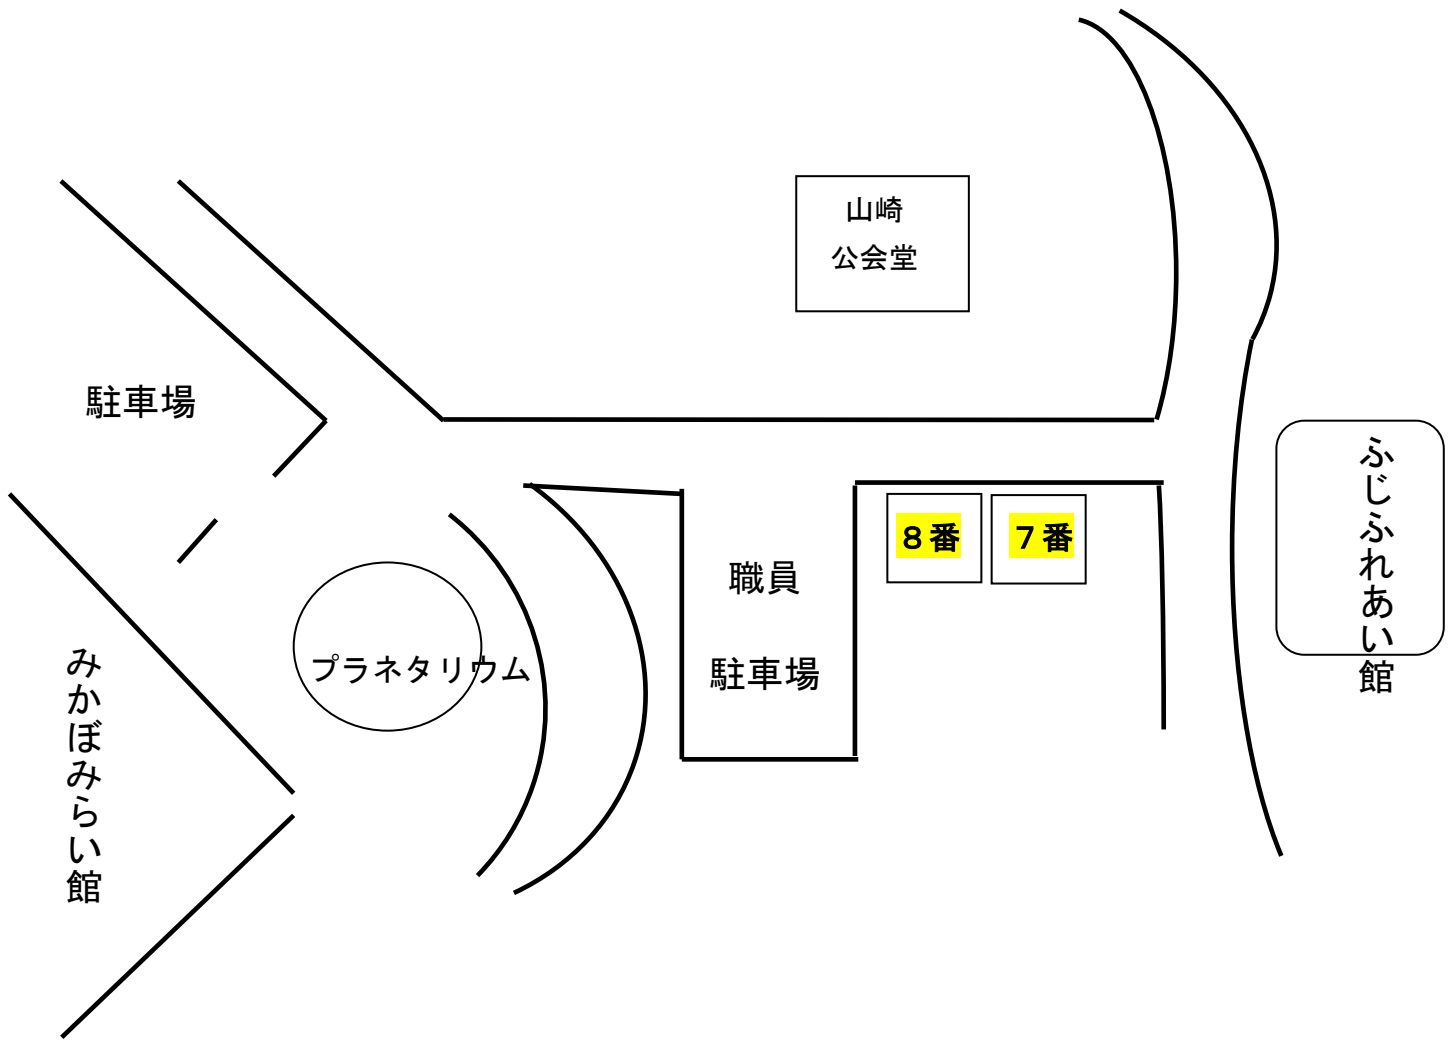 山崎
公会堂
駐車場
ふじふれあい館
８番
７番
職員
駐車場
プラネタリウム
みかぼみらい館